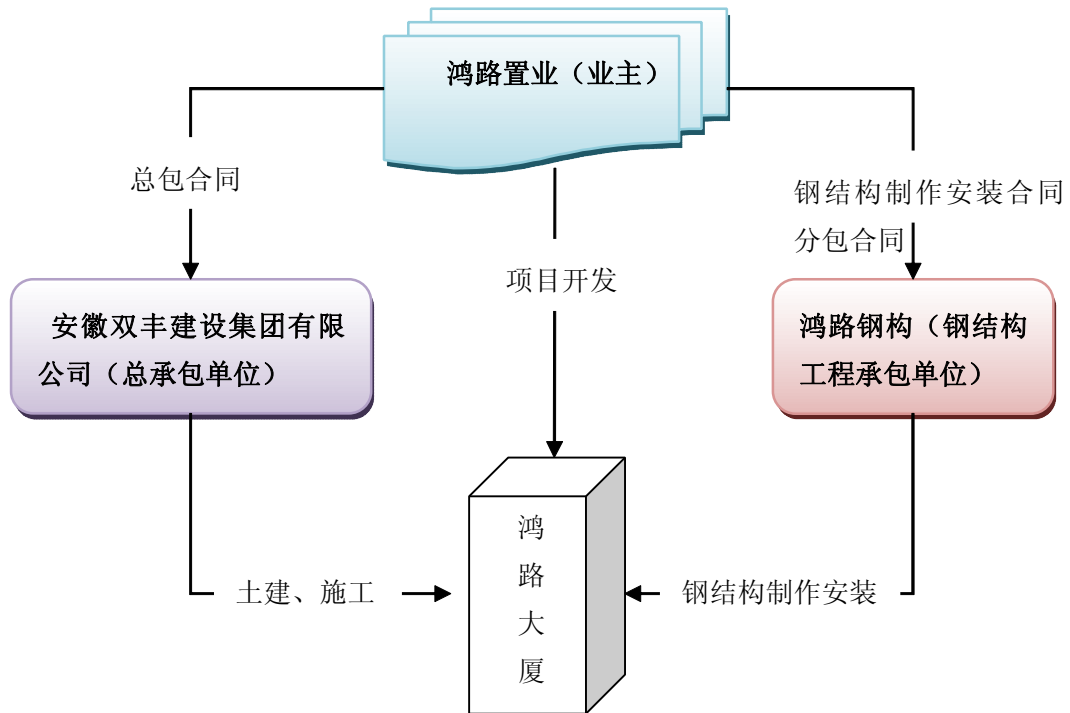 鸿路置业（业主）
总包合同
钢结构制作安装合同
分包合同
项目开发
安徽双丰建设集团有限
公司（总承包单位）
鸿路钢构（钢结构
工程承包单位）
鸿
路
大
厦
土建、施工
钢结构制作安装